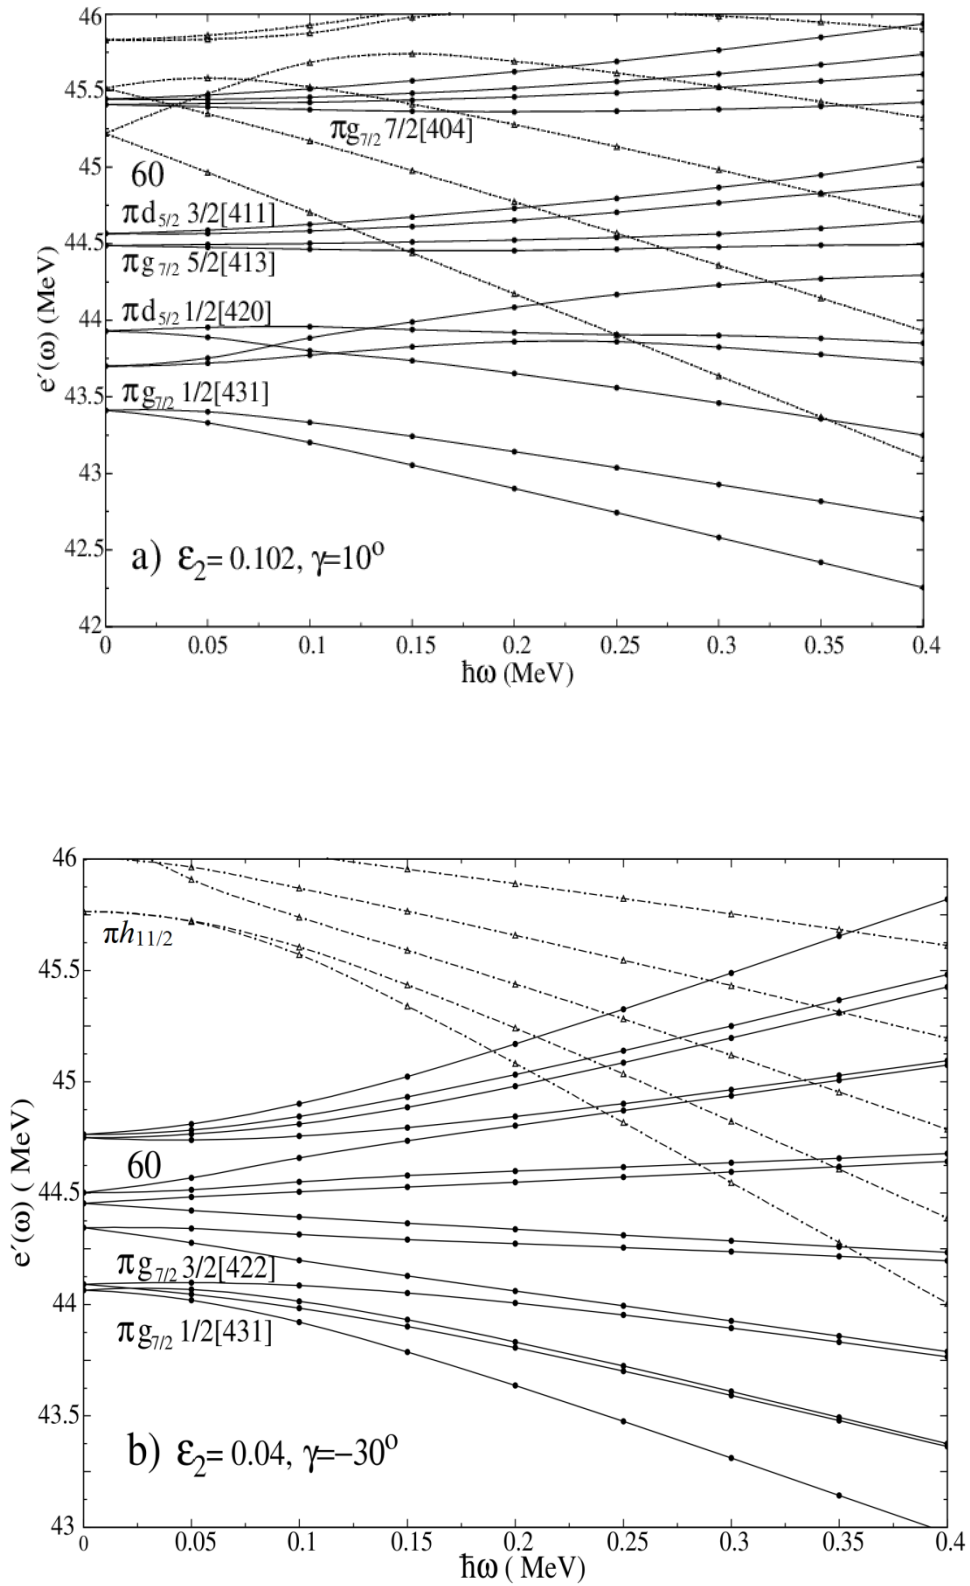 46
45.5
45
44.5
44
43.5
43
42.5
42
e′(ω) (MeV)
πg7/2 7/2[404]
60
πd5/2 3/2[411]
πg7/2 5/2[413]
πd5/2 1/2[420]
πg7/2 1/2[431]
a) ε2= 0.102, γ=10o
0 0.05 0.1 0.15 0.2 0.25 0.3 0.35 0.4
ħω (MeV)
46
45.5
45
44.5
44
43.5
43
e′(ω) ( MeV)
πh11/2
60
πg7/2 3/2[422]
πg7/2 1/2[431]
b) ε2= 0.04, γ=−30o
0 0.05 0.1 0.15 0.2 0.25 0.3 0.35 0.4
ħω ( MeV)